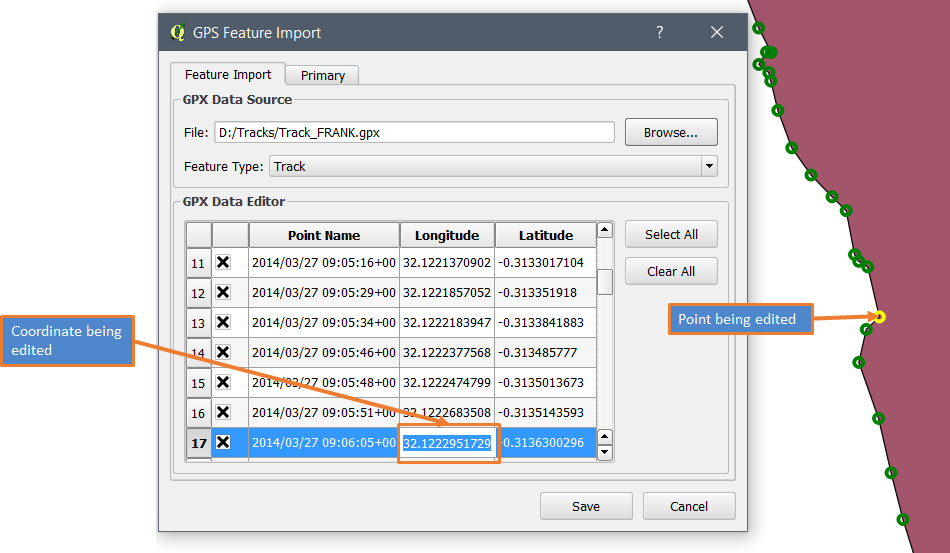 GPS Feature Import
?
Feature Import Primary
GPX Data Source
File: D:/Tracks/Track_FRANK.gpx Browse...
Feature Type: Track
GPX Data Editor
Point Name Longitude Latitude
11 2014/03/27 09:05:16+00 32.1221370902 -0.3133017104
12 2014/03/27 09:05:29+00 32.1221857052 -0.313351918
13 2014/03/27 09:05:34+00 32.1222183947 -0.3133841883
14 2014/03/27 09:05:46+00 32.1222377568 -0.313485777
15 2014/03/27 09:05:48+00 32.1222474799 -0.3135013673
16 2014/03/27 09:05:51+00 32.1222683508 -0.3135143593
17 2014/03/27 09:06:05+00 32.1222951729 -0.3136300296
Select All
Clear All
Save Cancel
Coordinate being
edited
Point being edited